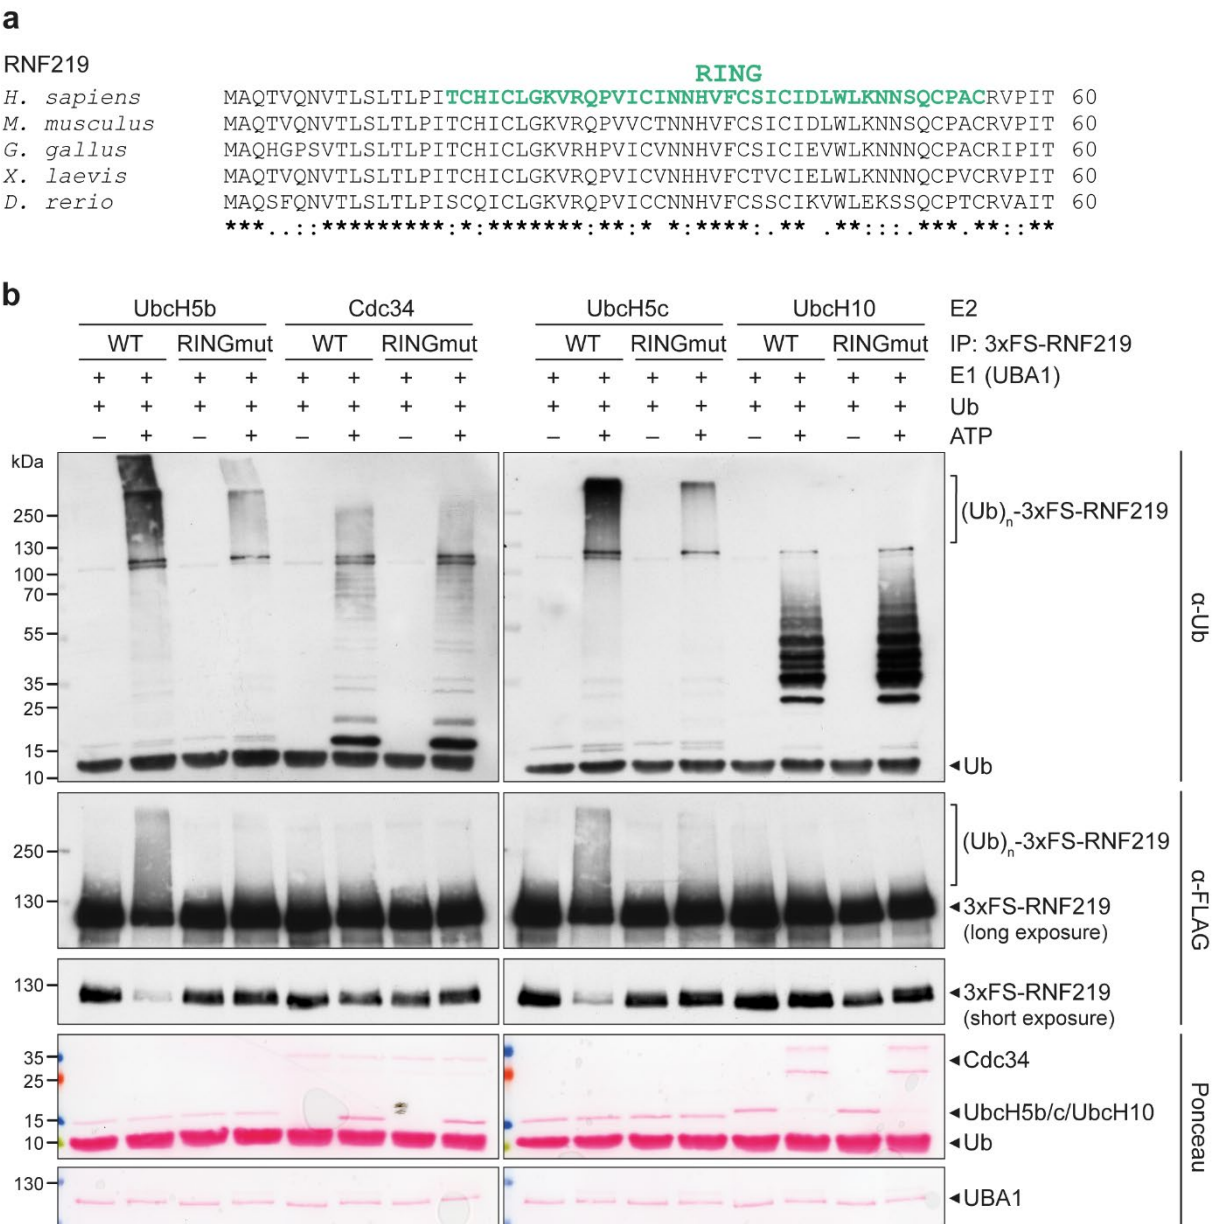 a
RNF219
RING
H. sapiens MAQTVQNVTLSLTLPITCHICLGKVRQPVICINNHVFCSICIDLWLKNNSQCPACRVPIT 60
M. musculus MAQTVQNVTLSLTLPITCHICLGKVRQPVVCTNNHVFCSICIDLWLKNNSQCPACRVPIT 60
G. gallus MAQHGPSVTLSLTLPITCHICLGKVRHPVICVNNHVFCSICIEVWLKNNNQCPACRIPIT 60
X. laevis MAQTVQNVTLSLTLPITCHICLGKVRQPVICVNHHVFCTVCIELWLKNNSQCPVCRVPIT 60
D. rerio MAQSFQNVTLSLTLPISCQICLGKVRQPVICCNNHVFCSSCIKVWLEKSSQCPTCRVAIT 60
***..::*********:*:*******:**:* *:****:.** .**::::.***.**::**
b
UbcH5b Cdc34 UbcH5c UbcH10 E2
WT RINGmut WT RINGmut WT RINGmut WT RINGmut IP: 3xFS-RNF219
+ + + + + + + + + + + + + + + + E1 (UBA1)
+ + + + + + + + + + + + + + + + Ub
– + – + – + – + – + – + – + – + ATP
kDa
250
(Ub)n-3xFS-RNF219
130
100
70
55
35
25
15
10
Ub
α-Ub
(Ub)n-3xFS-RNF219
250
130
3xFS-RNF219
(long exposure)
130
3xFS-RNF219
(short exposure)
α-FLAG
35
Cdc34
25
15
UbcH5b/c/UbcH10
10
Ub
130
UBA1
Ponceau